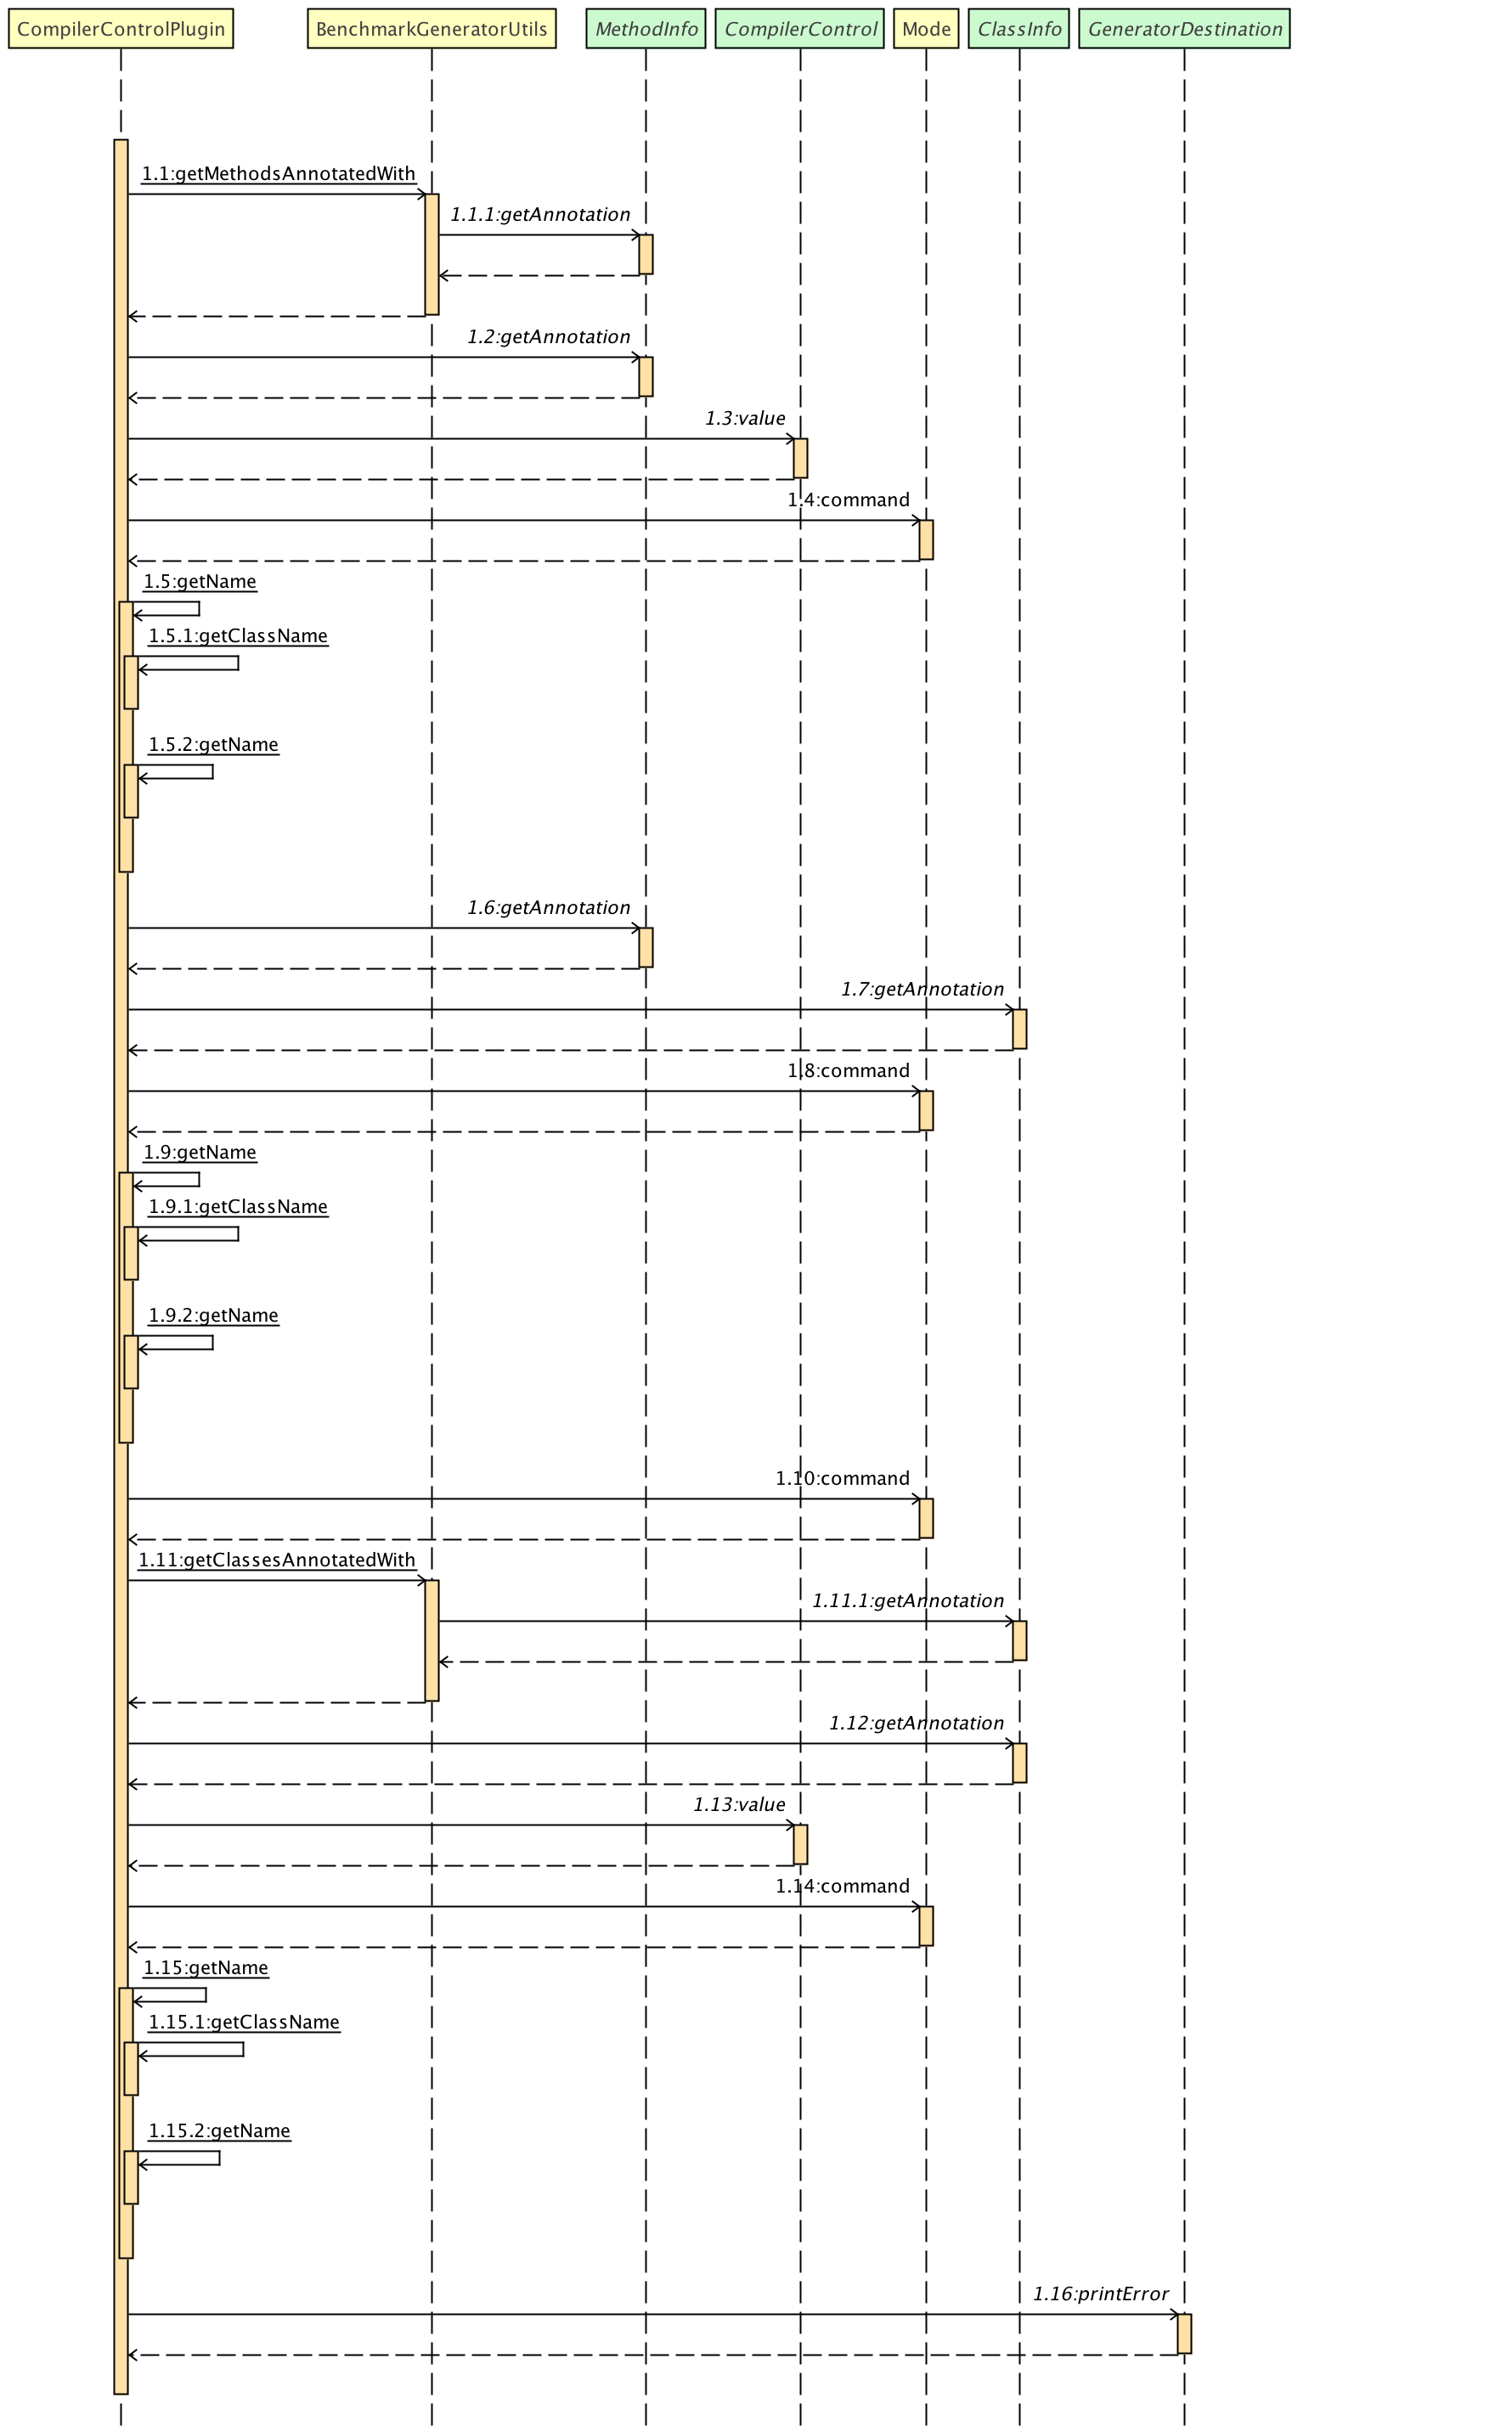 CompilerControlPlugin
BenchmarkGeneratorUtils
MethodInfo
CompilerControl
Mode
ClassInfo
GeneratorDestination
1.1:getMethodsAnnotatedWith
1.1.1:getAnnotation
1.2:getAnnotation
1.3:value
1.4:command
1.5:getName
1.5.1:getClassName
1.5.2:getName
1.6:getAnnotation
1.7:getAnnotation
1.8:command
1.9:getName
1.9.1:getClassName
1.9.2:getName
1.10:command
1.11:getClassesAnnotatedWith
1.11.1:getAnnotation
1.12:getAnnotation
1.13:value
1.14:command
1.15:getName
1.15.1:getClassName
1.15.2:getName
1.16:printError